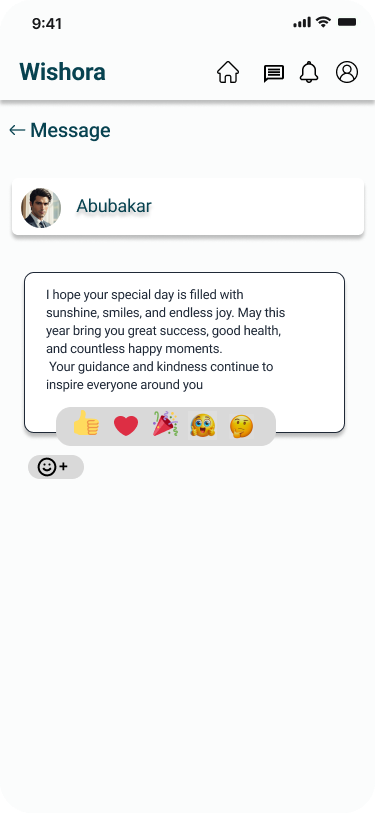 9:41
Wishora
Message
Abubakar
I hope your special day is filled with
sunshine, smiles, and endless joy. May this
year bring you great success, good health,
and countless happy moments.
Your guidance and kindness continue to
inspire everyone around you